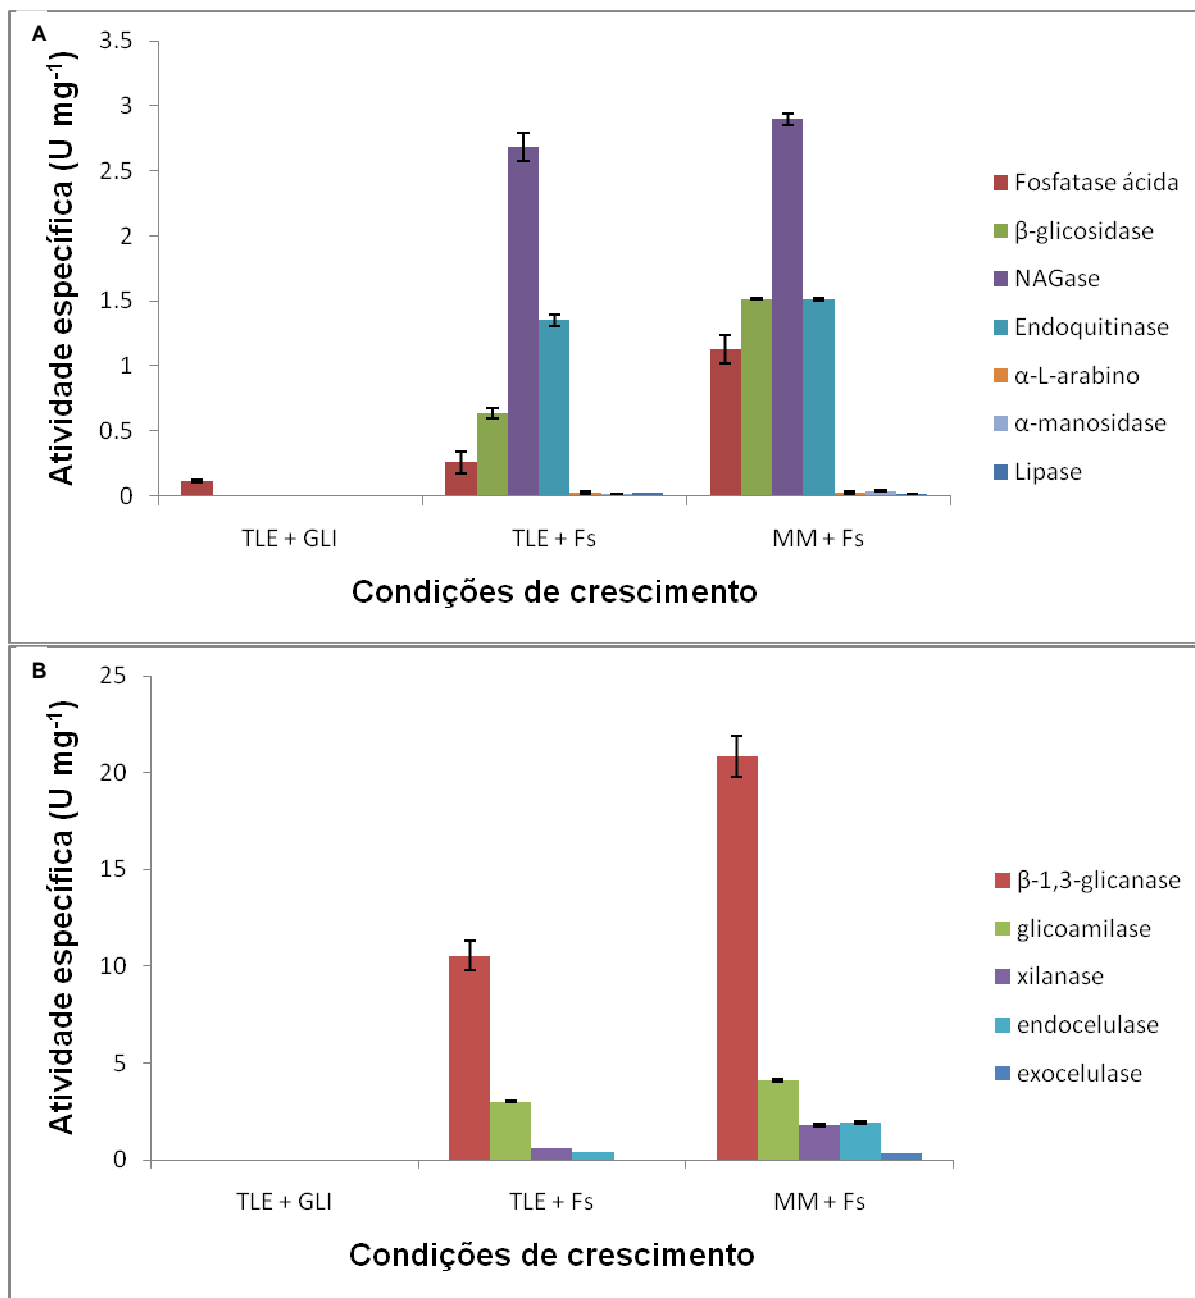 A
Atividade específica (U mg-1)
3.5
3
2.5
2
1.5
1
0.5
0
TLE + GLI
TLE + Fs
MM + Fs
Condições de crescimento
Fosfatase ácida
β-glicosidase
NAGase
Endoquitinase
α-L-arabino
α-manosidase
Lipase
B
Atividade específica (U mg-1)
25
20
15
10
5
0
TLE + GLI
TLE + Fs
MM + Fs
Condições de crescimento
β-1,3-glicanase
glicoamilase
xilanase
endocelulase
exocelulase